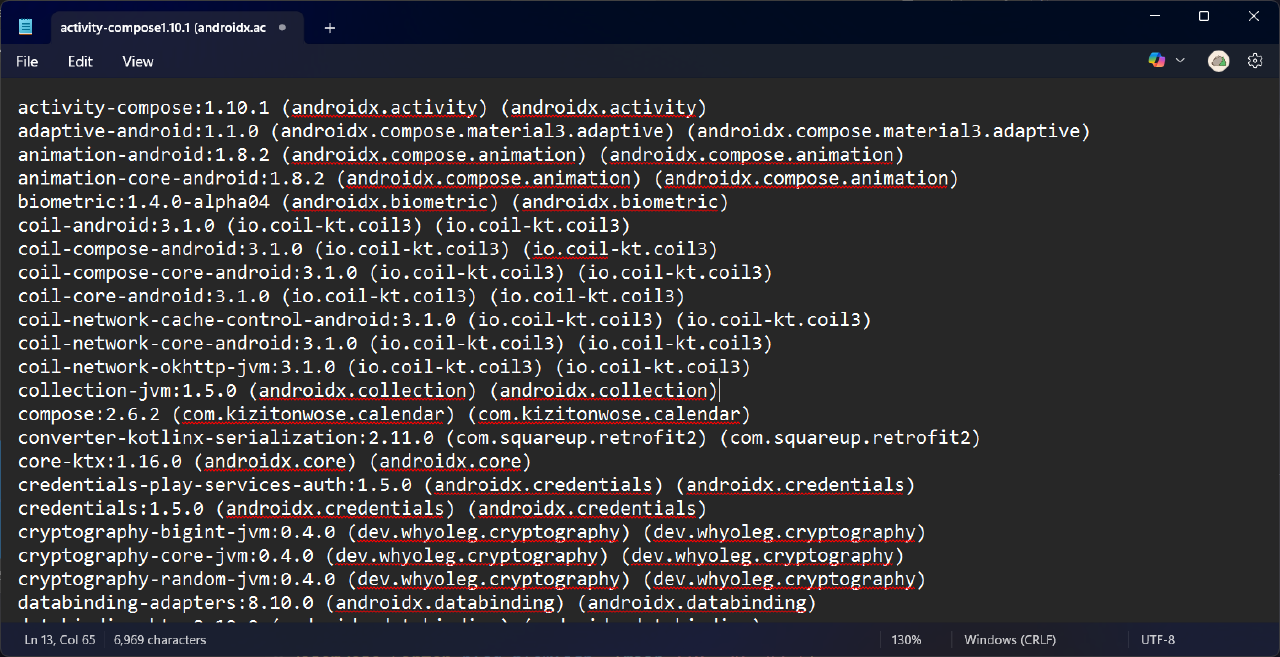 activity-compose1.10.1 (androidx.ac
File Edit View
activity-compose:1.10.1 (androidx.activity) (androidx.activity)
adaptive-android:1.1.0 (androidx.compose.material3.adaptive) (androidx.compose.material3.adaptive)
animation-android:1.8.2 (androidx.compose.animation) (androidx.compose.animation)
animation-core-android:1.8.2 (androidx.compose.animation) (androidx.compose.animation)
biometric:1.4.0-alpha04 (androidx.biometric) (androidx.biometric)
coil-android:3.1.0 (io.coil-kt.coil3) (io.coil-kt.coil3)
coil-compose-android:3.1.0 (io.coil-kt.coil3) (io.coil-kt.coil3)
coil-compose-core-android:3.1.0 (io.coil-kt.coil3) (io.coil-kt.coil3)
coil-core-android:3.1.0 (io.coil-kt.coil3) (io.coil-kt.coil3)
coil-network-cache-control-android:3.1.0 (io.coil-kt.coil3) (io.coil-kt.coil3)
coil-network-core-android:3.1.0 (io.coil-kt.coil3) (io.coil-kt.coil3)
coil-network-okhttp-jvm:3.1.0 (io.coil-kt.coil3) (io.coil-kt.coil3)
collection-jvm:1.5.0 (androidx.collection) (androidx.collection)
compose:2.6.2 (com.kizitonwose.calendar) (com.kizitonwose.calendar)
converter-kotlinx-serialization:2.11.0 (com.squareup.retrofit2) (com.squareup.retrofit2)
core-ktx:1.16.0 (androidx.core) (androidx.core)
credentials-play-services-auth:1.5.0 (androidx.credentials) (androidx.credentials)
credentials:1.5.0 (androidx.credentials) (androidx.credentials)
cryptography-bigint-jvm:0.4.0 (dev.whyoleg.cryptography) (dev.whyoleg.cryptography)
cryptography-core-jvm:0.4.0 (dev.whyoleg.cryptography) (dev.whyoleg.cryptography)
cryptography-random-jvm:0.4.0 (dev.whyoleg.cryptography) (dev.whyoleg.cryptography)
databinding-adapters:8.10.0 (androidx.databinding) (androidx.databinding)
Ln 13, Col 65 6,969 characters 130% Windows (CRLF) UTF-8